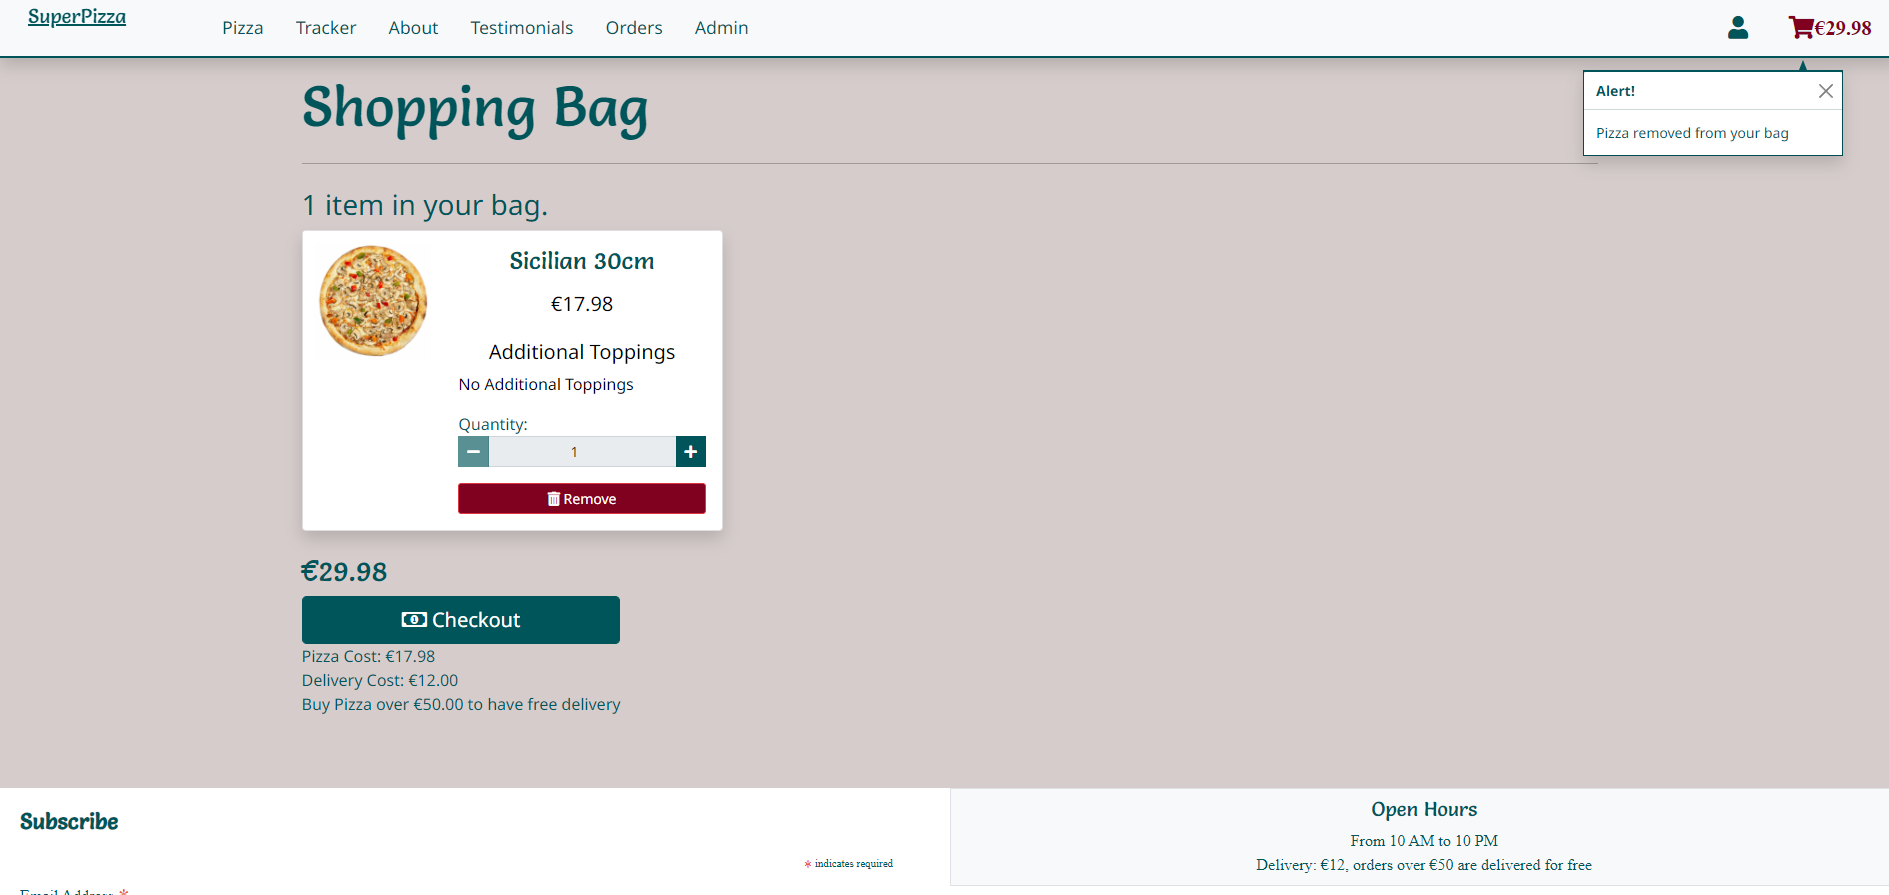 SuperPizza
Pizza Tracker About Testimonials Orders Admin
€29.98
Alert!
Pizza removed from your bag
Shopping Bag
1 item in your bag.
Sicilian 30cm
€17.98
Additional Toppings
No Additional Toppings
Quantity:
1
Remove
€29.98
Checkout
Pizza Cost: €17.98
Delivery Cost: €12.00
Buy Pizza over €50.00 to have free delivery
Subscribe
* indicates required
Email Address *
Open Hours
From 10 AM to 10 PM
Delivery: €12, orders over €50 are delivered for free